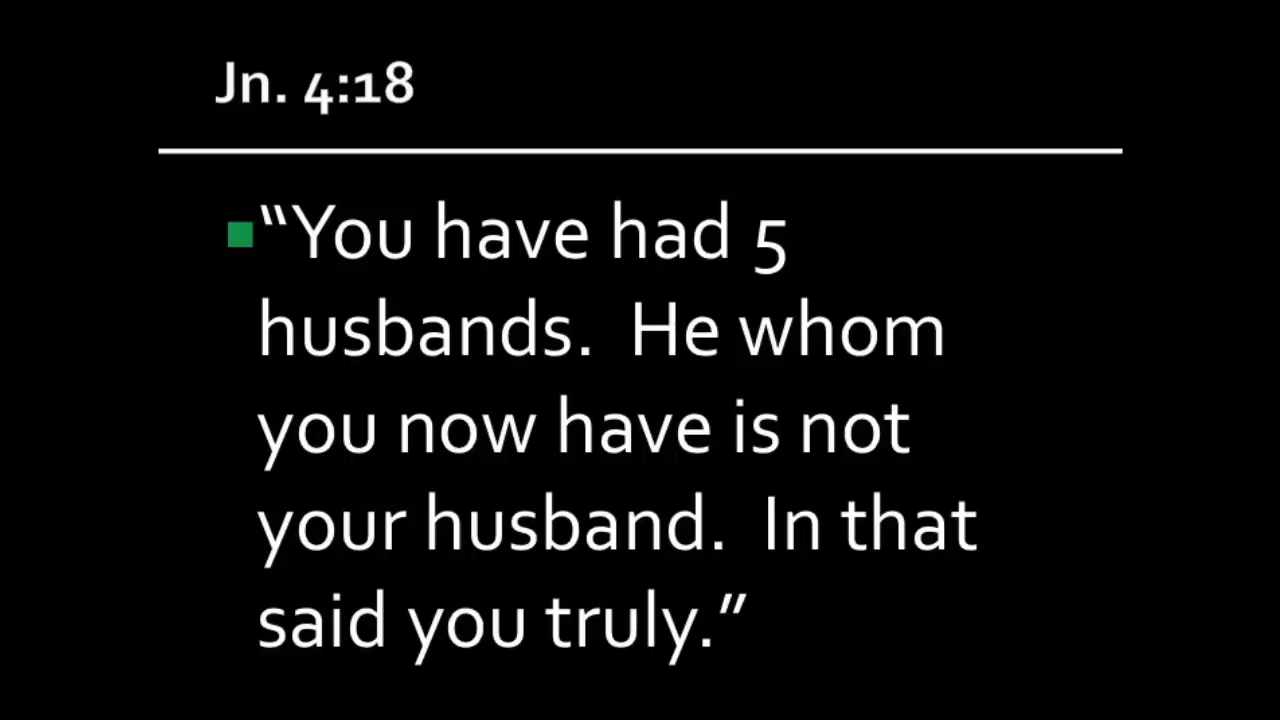 Jn. 4:18
“You have had 5
husbands.  He whom
you now have is not
your husband.  In that
said you truly.”